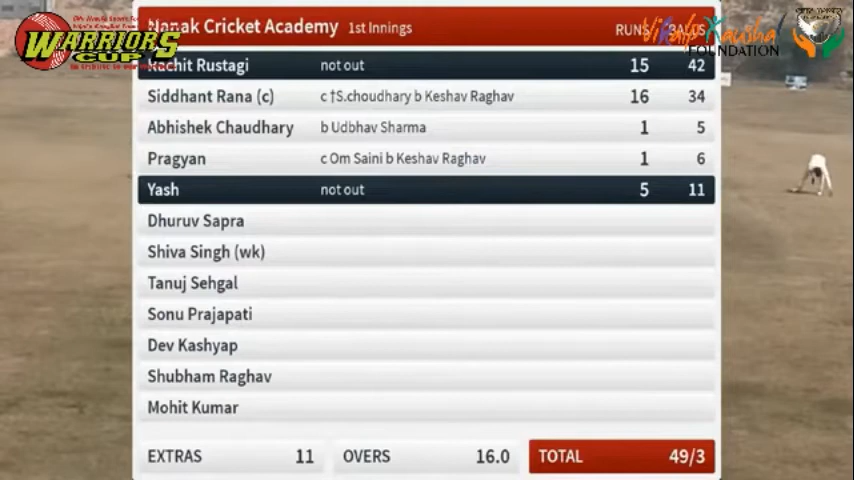 WARRIORS
CUP
Nanak Cricket Academy 1st Innings RUNS BALLS
FOUNDATION
Rachit Rustagi not out 15 42
Siddhant Rana (c) c †S.choudhary b Keshav Raghav 16 34
Abhishek Chaudhary b Udbhav Sharma 1 5
Pragyan c Om Saini b Keshav Raghav 1 6
Yash not out 5 11
Dhuruv Sapra
Shiva Singh (wk)
Tanuj Sehgal
Sonu Prajapati
Dev Kashyap
Shubham Raghav
Mohit Kumar
EXTRAS 11 OVERS 16.0 TOTAL 49/3